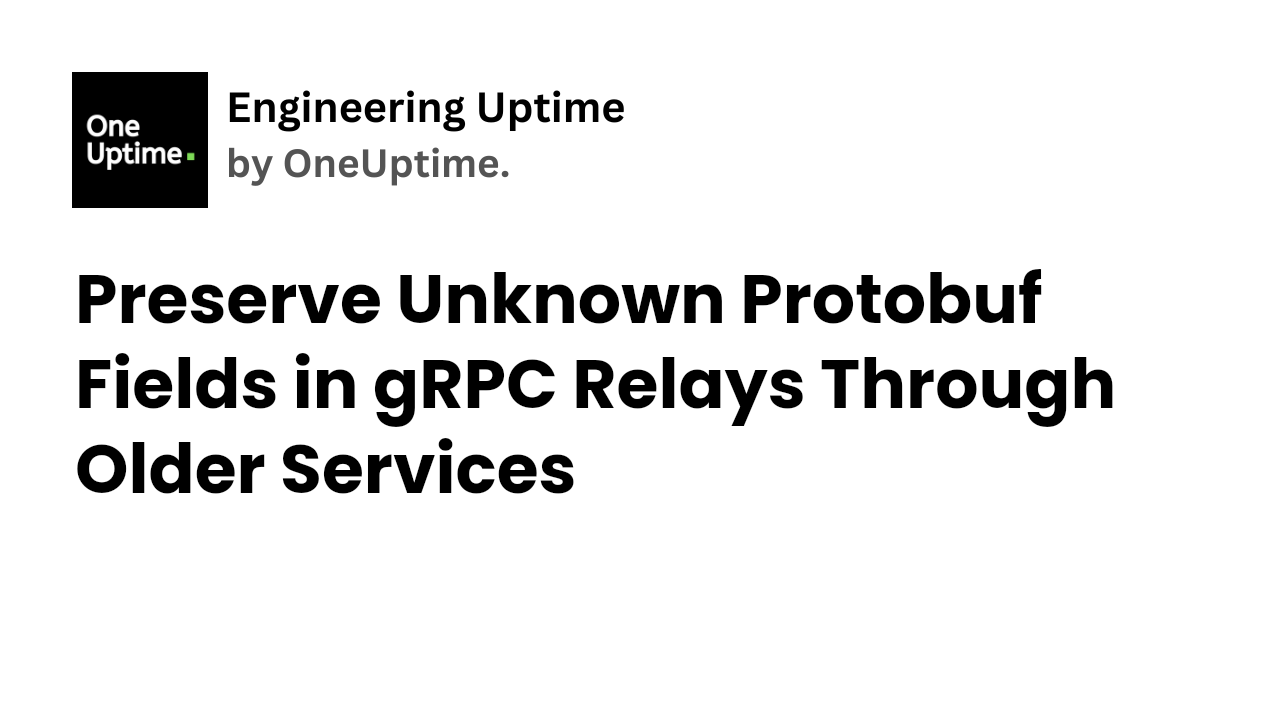 One
Uptime.
Engineering Uptime
by OneUptime.
Preserve Unknown Protobuf
Fields in gRPC Relays Through
Older Services